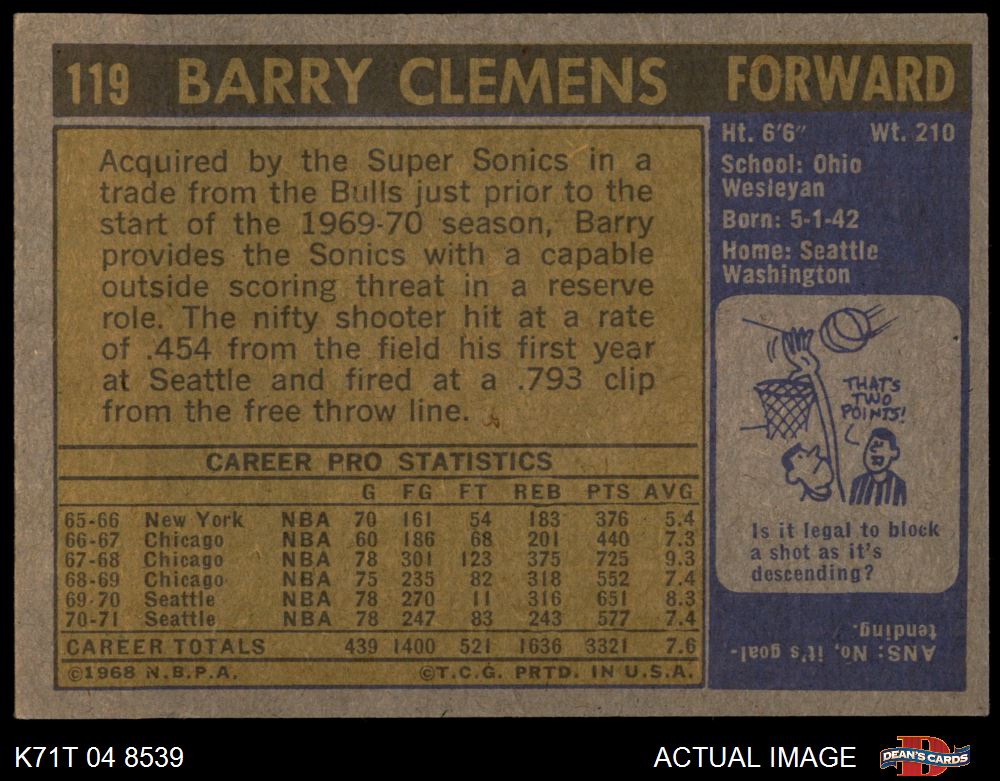 119 BARRY CLEMENS FORWARD
Acquired by the Super Sonics in a
trade from the Bulls just prior to the
start of the 1969-70 season, Barry
provides the Sonics with a capable
outside scoring threat in a reserve
role. The nifty shooter hit at a rate
of .454 from the field his first year
at Seattle and fired at a .793 clip
from the free throw line.
CAREER PRO STATISTICS
G FG FT REB PTS AVG
65-66 New York NBA 70 161 54 183 376 5.4
66-67 Chicago NBA 60 186 68 201 440 7.3
67-68 Chicago NBA 78 301 123 375 725 9.3
68-69 Chicago NBA 75 235 82 318 552 7.4
69-70 Seattle NBA 78 270 11 316 651 8.3
70-71 Seattle NBA 78 247 83 243 577 7.4
CAREER TOTALS 439 1400 521 1636 3321 7.6
©1968 N.B.P.A. ©T.C.G. PRTD. IN U.S.A.
Ht. 6'6" Wt. 210
School: Ohio
Wesleyan
Born: 5-1-42
Home: Seattle
Washington
THAT'S
TWO
POINTS!
Is it legal to block
a shot as it's
descending?
ANS: No, it's goal-
tending.
K71T 04 8539 ACTUAL IMAGE DEAN'S CARDS